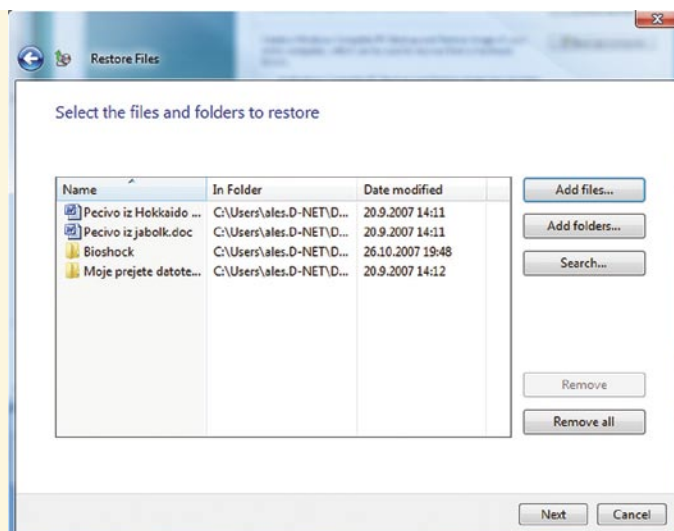 Restore Files
Select the files and folders to restore
Name In Folder Date modified
Pecivo iz Hokkaido ... C:\Users\ales.D-NET\D... 20.9.2007 14:11
Pecivo iz jabolk.doc C:\Users\ales.D-NET\D... 20.9.2007 14:11
Bioshock C:\Users\ales.D-NET\D... 26.10.2007 19:48
Moje prejete datote... C:\Users\ales.D-NET\D... 20.9.2007 14:12
Add files...
Add folders...
Search...
Remove
Remove all
Next Cancel